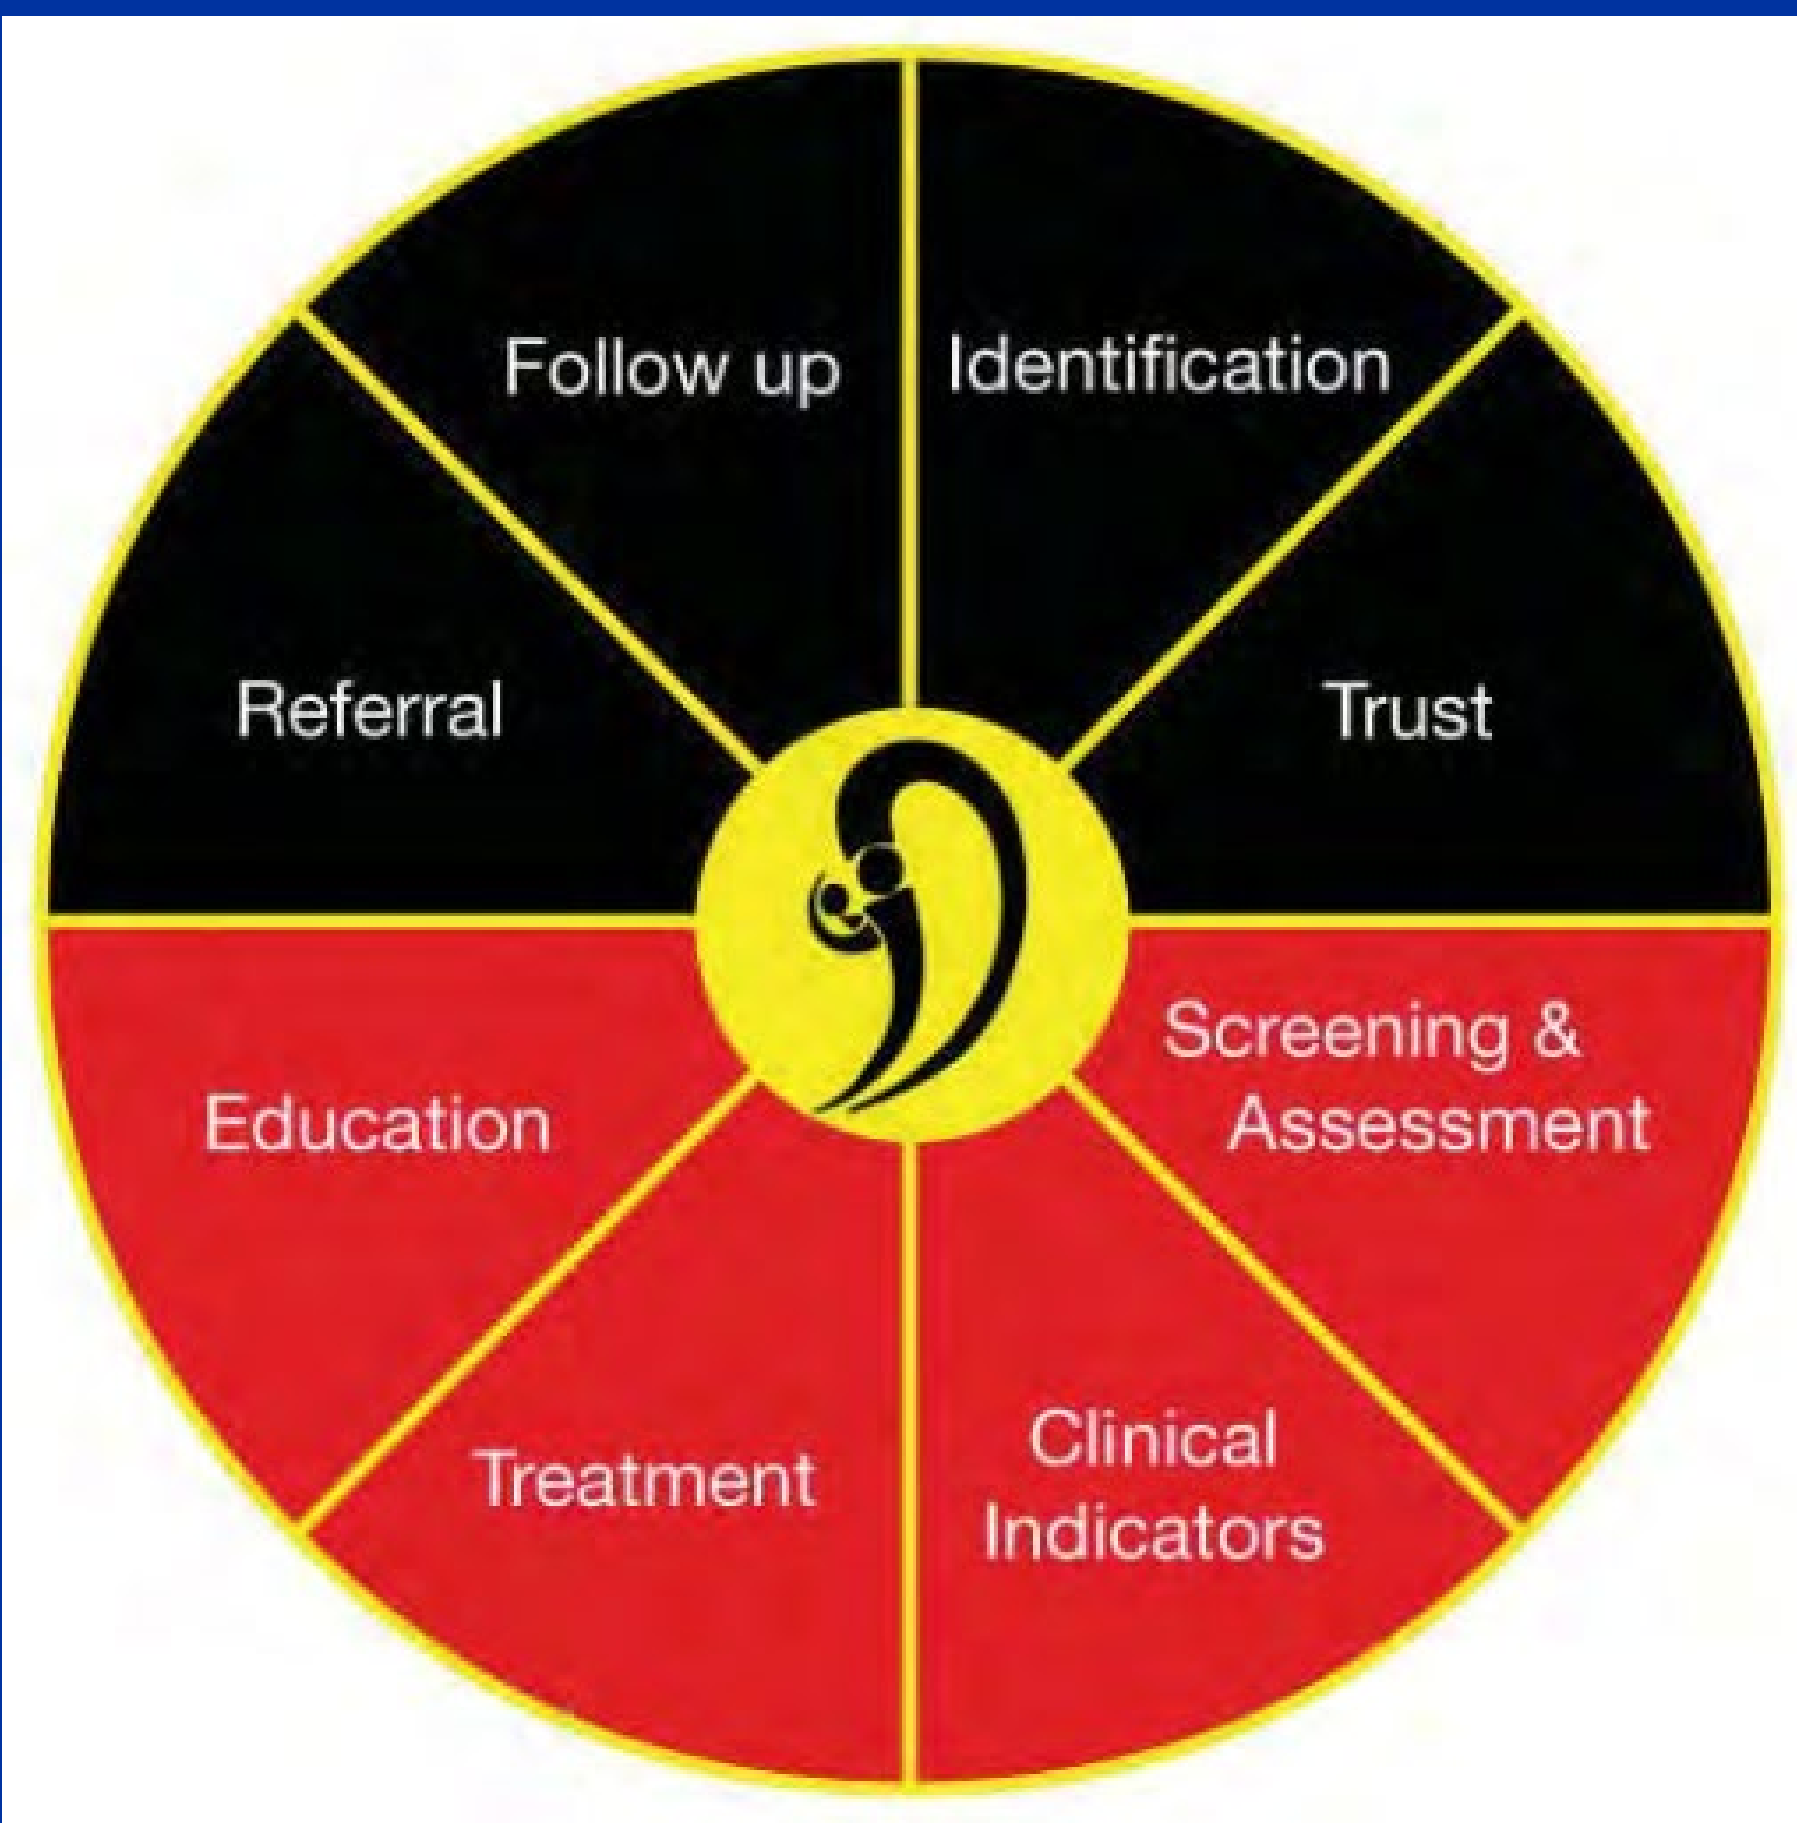 Follow up
Identification
Referral
Trust
Education
Screening &
Assessment
Treatment
Clinical
Indicators